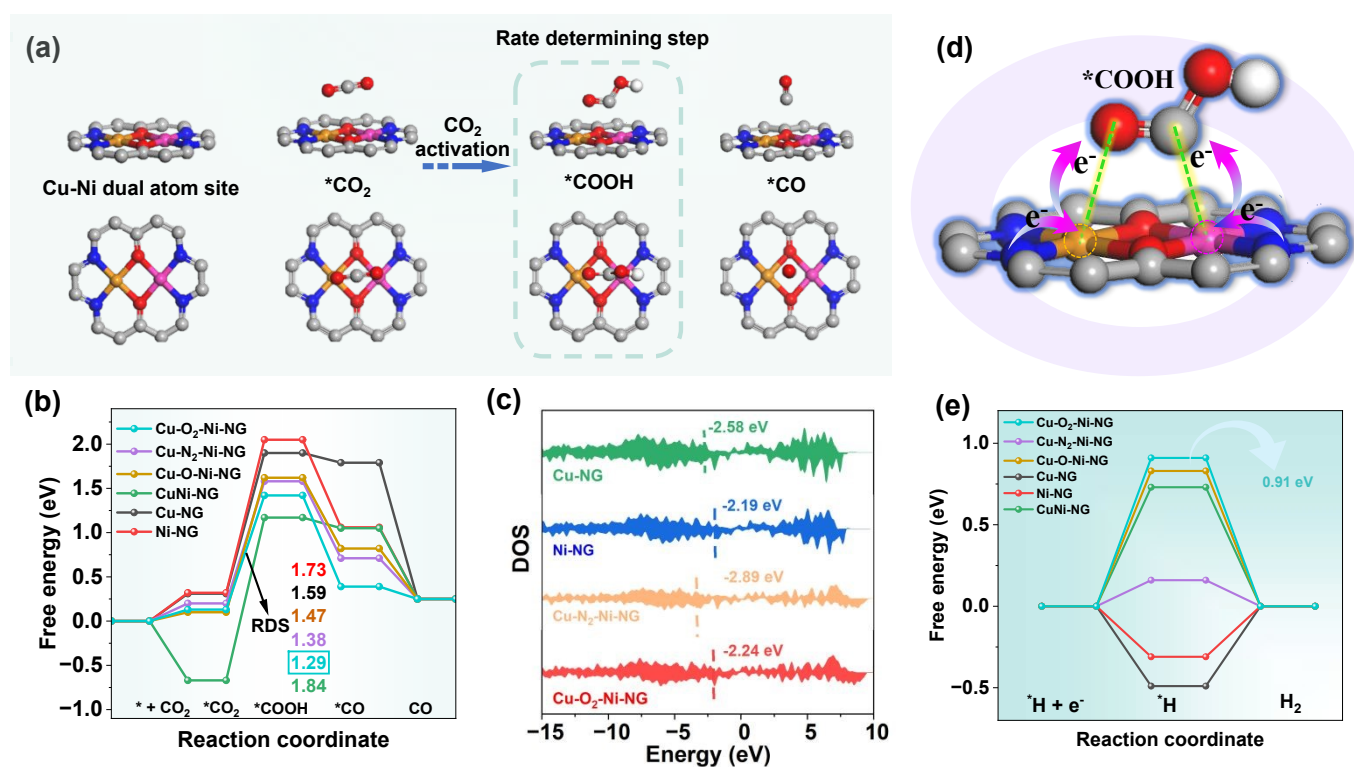 (a)
Rate determining step
CO₂
activation
Cu-Ni dual atom site
*CO₂
*COOH
*CO
(d)
*COOH
e⁻
e⁻
e⁻
e⁻
(b)
Cu-O₂-Ni-NG
Cu-N₂-Ni-NG
Cu-O-Ni-NG
CuNi-NG
Cu-NG
Ni-NG
Free energy (eV)
2.0
1.5
1.0
0.5
0.0
−0.5
−1.0
RDS
1.73
1.59
1.47
1.38
1.29
1.84
* + CO₂
*CO₂
*COOH
*CO
CO
Reaction coordinate
(c)
DOS
-2.58 eV
Cu-NG
-2.19 eV
Ni-NG
-2.89 eV
Cu-N₂-Ni-NG
-2.24 eV
Cu-O₂-Ni-NG
−15
−10
−5
0
5
10
Energy (eV)
(e)
Cu-O₂-Ni-NG
Cu-N₂-Ni-NG
Cu-O-Ni-NG
Cu-NG
Ni-NG
CuNi-NG
0.91 eV
Free energy (eV)
1.0
0.5
0.0
−0.5
*H + e⁻
*H
H₂
Reaction coordinate